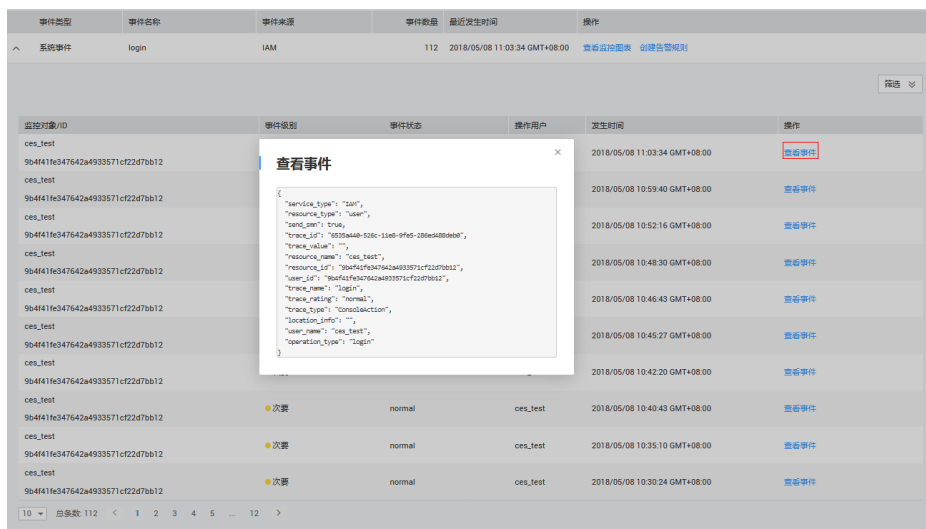 事件类型 事件名称 事件来源 事件数量 最近发生时间 操作
系统事件 login IAM 112 2018/05/08 11:03:34 GMT+08:00 查看监控图表 创建告警规则
筛选
监控对象/ID 事件级别 事件状态 操作用户 发生时间 操作
ces_test
9b4f41fe347642a4933571cf22d7bb12
2018/05/08 11:03:34 GMT+08:00 查看事件
ces_test
9b4f41fe347642a4933571cf22d7bb12
2018/05/08 10:59:40 GMT+08:00 查看事件
ces_test
9b4f41fe347642a4933571cf22d7bb12
2018/05/08 10:52:16 GMT+08:00 查看事件
ces_test
9b4f41fe347642a4933571cf22d7bb12
2018/05/08 10:48:30 GMT+08:00 查看事件
ces_test
9b4f41fe347642a4933571cf22d7bb12
2018/05/08 10:46:43 GMT+08:00 查看事件
ces_test
9b4f41fe347642a4933571cf22d7bb12
2018/05/08 10:45:27 GMT+08:00 查看事件
ces_test
9b4f41fe347642a4933571cf22d7bb12
2018/05/08 10:42:20 GMT+08:00 查看事件
ces_test
9b4f41fe347642a4933571cf22d7bb12
次要 normal ces_test 2018/05/08 10:40:43 GMT+08:00 查看事件
ces_test
9b4f41fe347642a4933571cf22d7bb12
次要 normal ces_test 2018/05/08 10:35:10 GMT+08:00 查看事件
ces_test
9b4f41fe347642a4933571cf22d7bb12
次要 normal ces_test 2018/05/08 10:30:24 GMT+08:00 查看事件
10 总条数: 112 < 1 2 3 4 5 ... 12 >
查看事件 ×
{
"service_type": "IAM",
"resource_type": "user",
"send_smn": true,
"trace_id": "6535a440-526c-11e8-9fe5-286ed488deb0",
"trace_value": "",
"resource_name": "ces_test",
"resource_id": "9b4f41fe347642a4933571cf22d7bb12",
"user_id": "9b4f41fe347642a4933571cf22d7bb12",
"trace_name": "login",
"trace_rating": "normal",
"trace_type": "ConsoleAction",
"location_info": "",
"user_name": "ces_test",
"operation_type": "login"
}